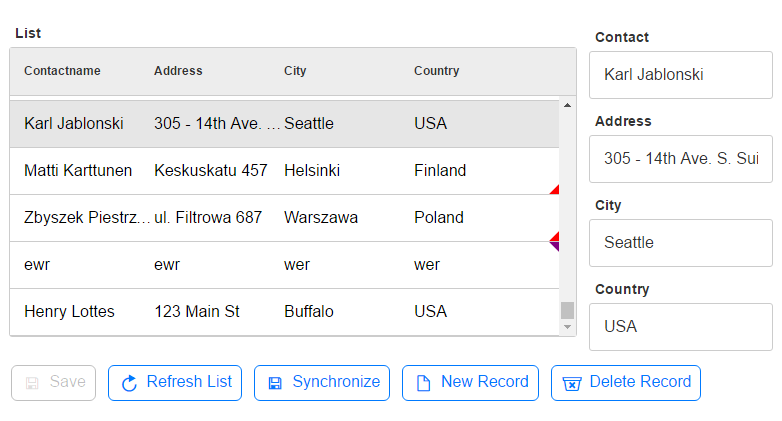 List
Contactname Address City Country
Karl Jablonski 305 - 14th Ave. ... Seattle USA
Matti Karttunen Keskuskatu 457 Helsinki Finland
Zbyszek Piestrz... ul. Filtrowa 687 Warszawa Poland
ewr ewr wer wer
Henry Lottes 123 Main St Buffalo USA
Contact
Karl Jablonski
Address
305 - 14th Ave. S. Sui
City
Seattle
Country
USA
Save Refresh List Synchronize New Record Delete Record